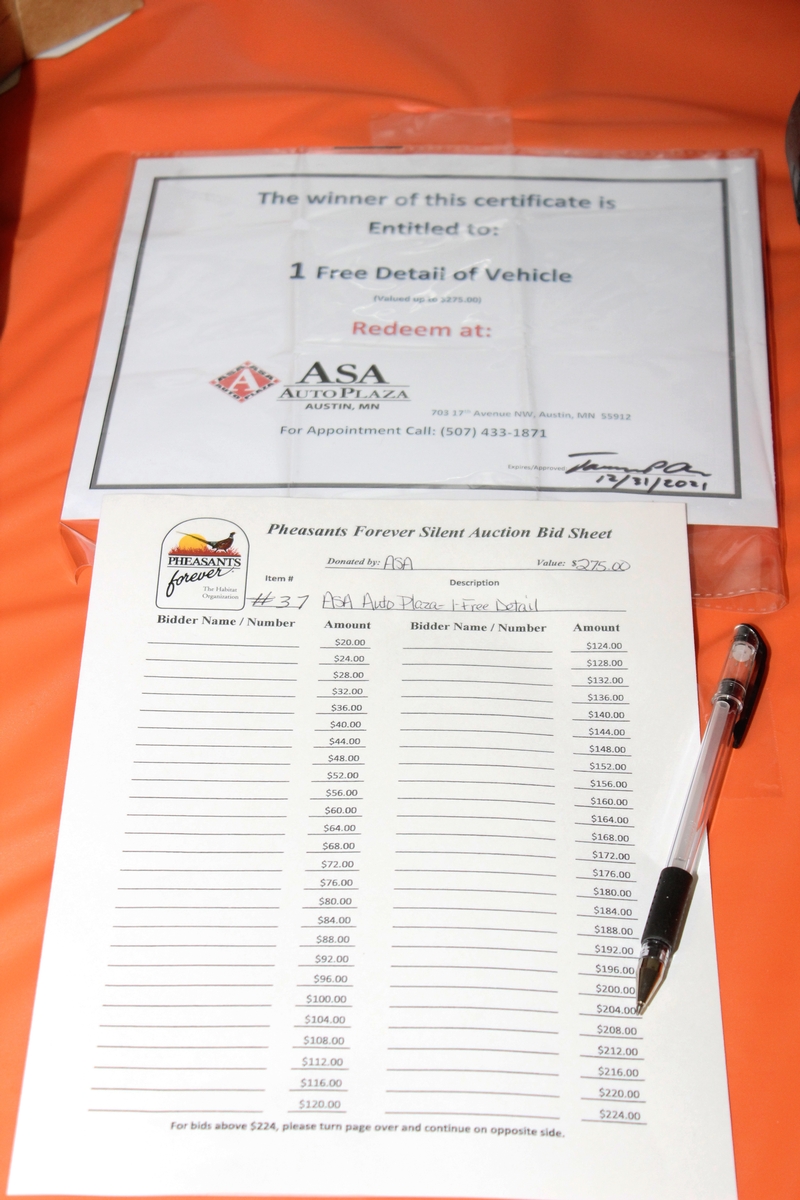 The winner of this certificate is
Entitled to:
1 Free Detail of Vehicle
(Valued up to $275.00)
Redeem at:
A
ASA
AUTO PLAZA
AUSTIN, MN
703 17th Avenue NW, Austin, MN 55912
For Appointment Call: (507) 433-1871
Expires/Approved
12/31/2021
Pheasants Forever Silent Auction Bid Sheet
PHEASANTS
forever
The Habitat
Organization
Donated by: ASA Value: $275.00
Item # Description
#37 ASA Auto Plaza- 1-Free Detail
Bidder Name / Number Amount Bidder Name / Number Amount
$20.00 $124.00
$24.00 $128.00
$28.00 $132.00
$32.00 $136.00
$36.00 $140.00
$40.00 $144.00
$44.00 $148.00
$48.00 $152.00
$52.00 $156.00
$56.00 $160.00
$60.00 $164.00
$64.00 $168.00
$68.00 $172.00
$72.00 $176.00
$76.00 $180.00
$80.00 $184.00
$84.00 $188.00
$88.00 $192.00
$92.00 $196.00
$96.00 $200.00
$100.00 $204.00
$104.00 $208.00
$108.00 $212.00
$112.00 $216.00
$116.00 $220.00
$120.00 $224.00
For bids above $224, please turn page over and continue on opposite side.